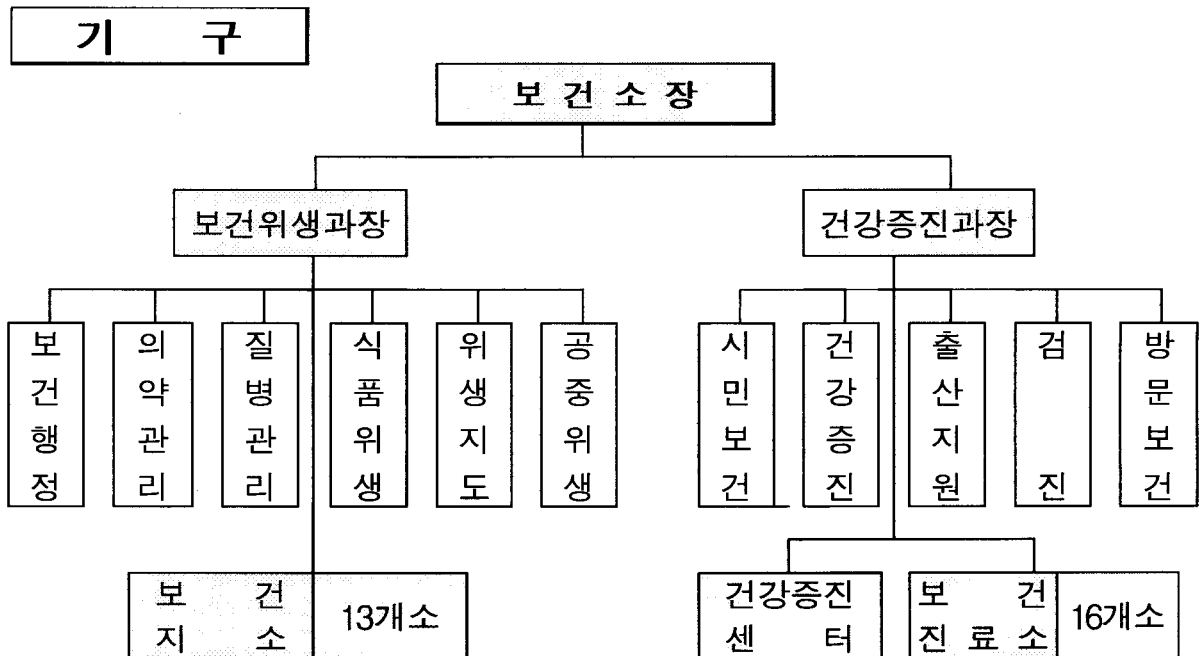 기 구
보 건 소 장
보건위생과장
건강증진과장
보건행정
의약관리
질병관리
식품위생
위생지도
공중위생
시민보건
건강증진
출산지원
검진
방문보건
보 건
지 소
13개소
건강증진
센 터
보 건
진 료 소
16개소